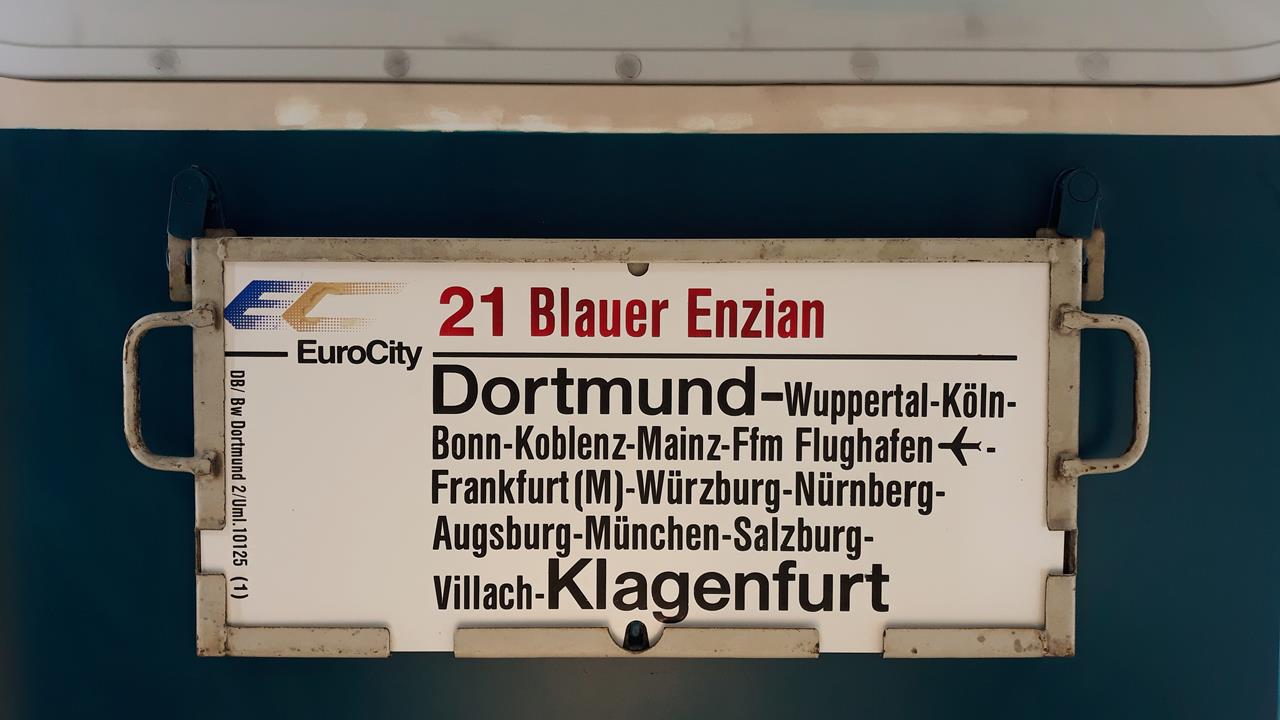 EC
21 Blauer Enzian
EuroCity
Dortmund-Wuppertal-Köln-
Bonn-Koblenz-Mainz-Ffm Flughafen ✈-
Frankfurt(M)-Würzburg-Nürnberg-
Augsburg-München-Salzburg-
Villach-Klagenfurt
DB/ Bw Dortmund 2/Uml.10125 (1)